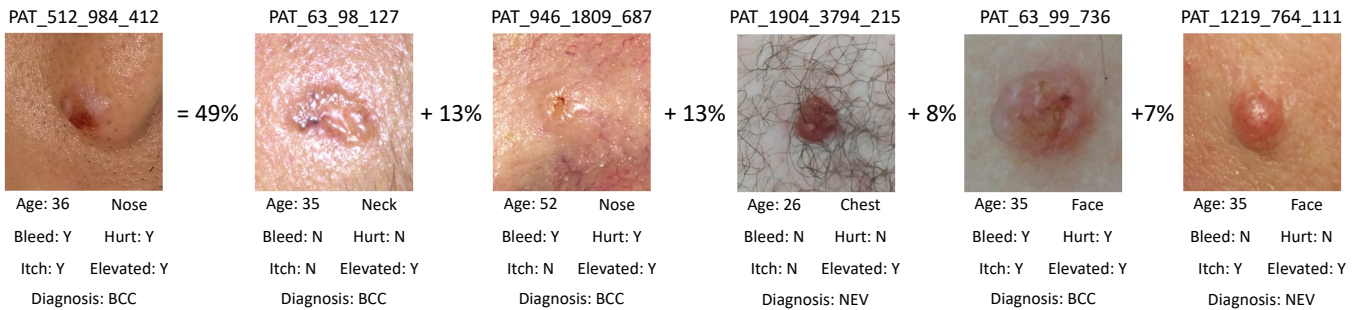 PAT_512_984_412 PAT_63_98_127 PAT_946_1809_687 PAT_1904_3794_215 PAT_63_99_736 PAT_1219_764_111
= 49% + 13% + 13% + 8% +7%
Age: 36 Nose Age: 35 Neck Age: 52 Nose Age: 26 Chest Age: 35 Face Age: 35 Face
Bleed: Y Hurt: Y Bleed: N Hurt: N Bleed: Y Hurt: Y Bleed: N Hurt: N Bleed: Y Hurt: Y Bleed: N Hurt: N
Itch: Y Elevated: Y Itch: N Elevated: Y Itch: N Elevated: Y Itch: N Elevated: Y Itch: Y Elevated: Y Itch: Y Elevated: Y
Diagnosis: BCC Diagnosis: BCC Diagnosis: BCC Diagnosis: NEV Diagnosis: BCC Diagnosis: NEV